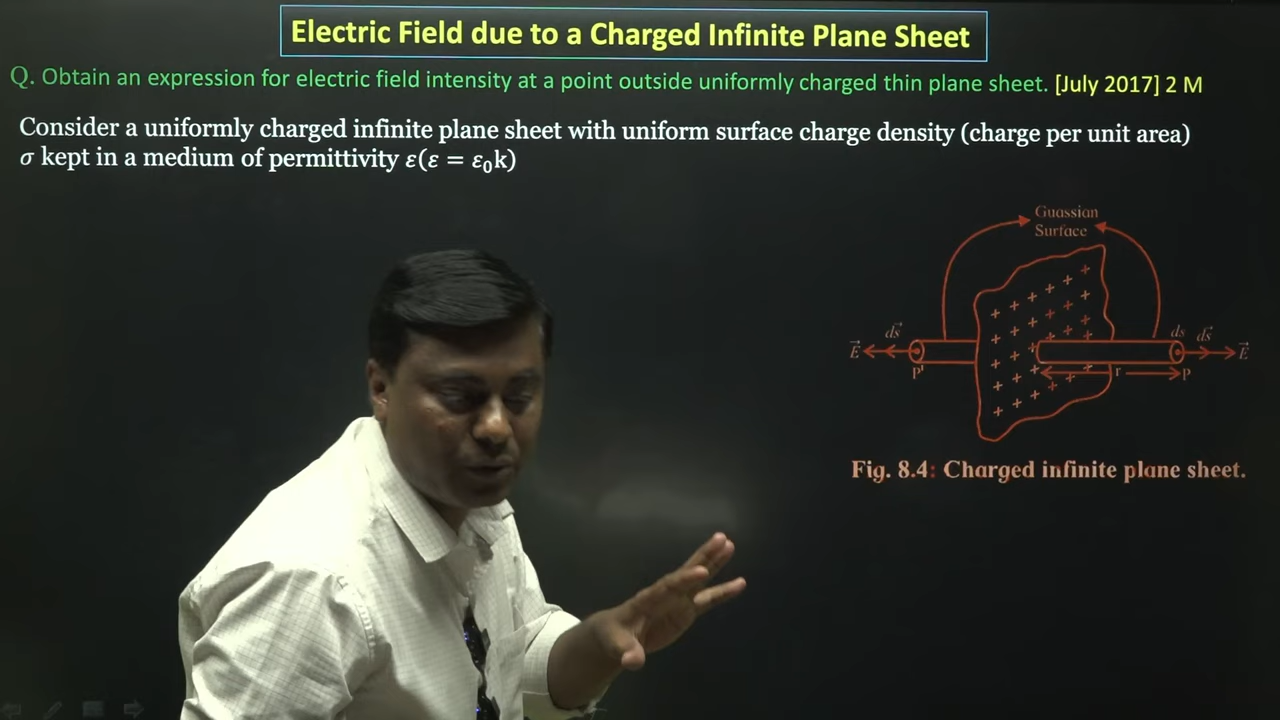 Electric Field due to a Charged Infinite Plane Sheet
Q. Obtain an expression for electric field intensity at a point outside uniformly charged thin plane sheet. [July 2017] 2 M
Consider a uniformly charged infinite plane sheet with uniform surface charge density (charge per unit area)
σ kept in a medium of permittivity ε(ε = ε₀k)
Guassian
Surface
ds⃗
ds ds⃗
E⃗
E⃗
P'
r
P
Fig. 8.4: Charged infinite plane sheet.